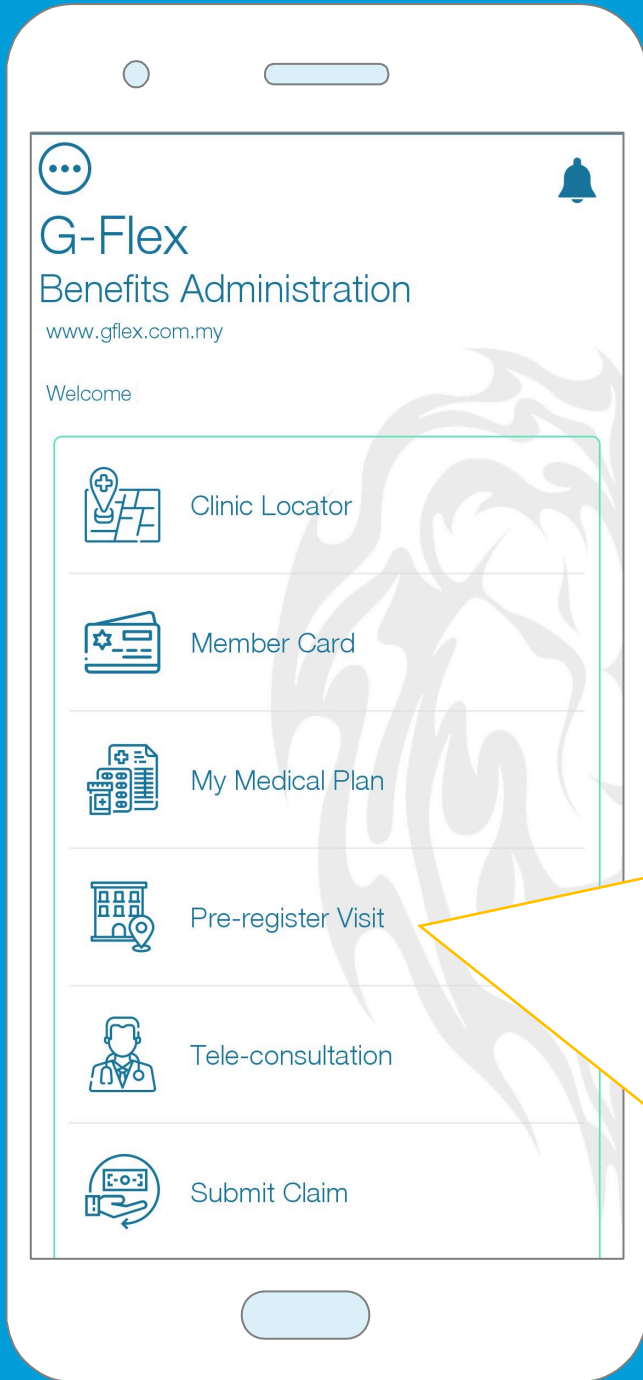 G-Flex
Benefits Administration
www.gflex.com.my
Welcome
Clinic Locator
Member Card
My Medical Plan
Pre-register Visit
Tele-consultation
Submit Claim